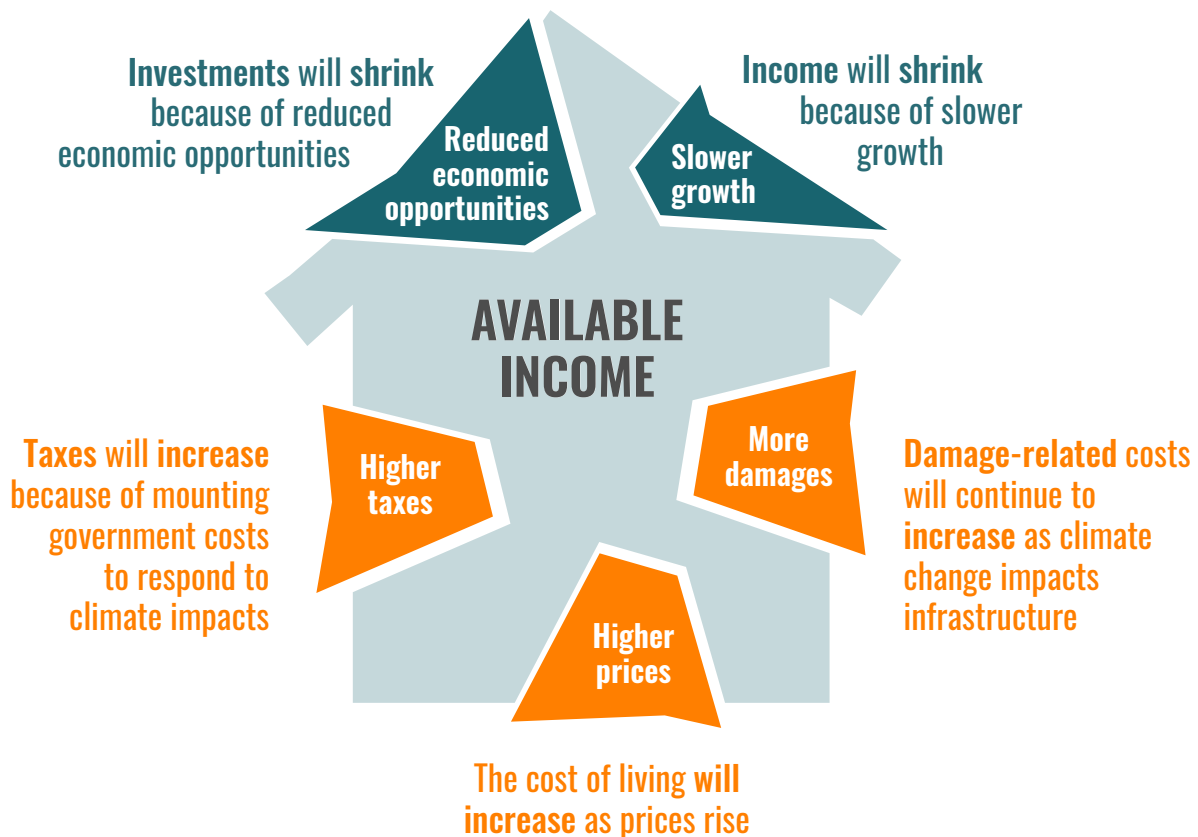 Investments will shrink
because of reduced
economic opportunities
Reduced
economic
opportunities
Income will shrink
because of slower
growth
Slower
growth
AVAILABLE
INCOME
Taxes will increase
because of mounting
government costs
to respond to
climate impacts
Higher
taxes
More
damages
Damage-related costs
will continue to
increase as climate
change impacts
infrastructure
Higher
prices
The cost of living will
increase as prices rise